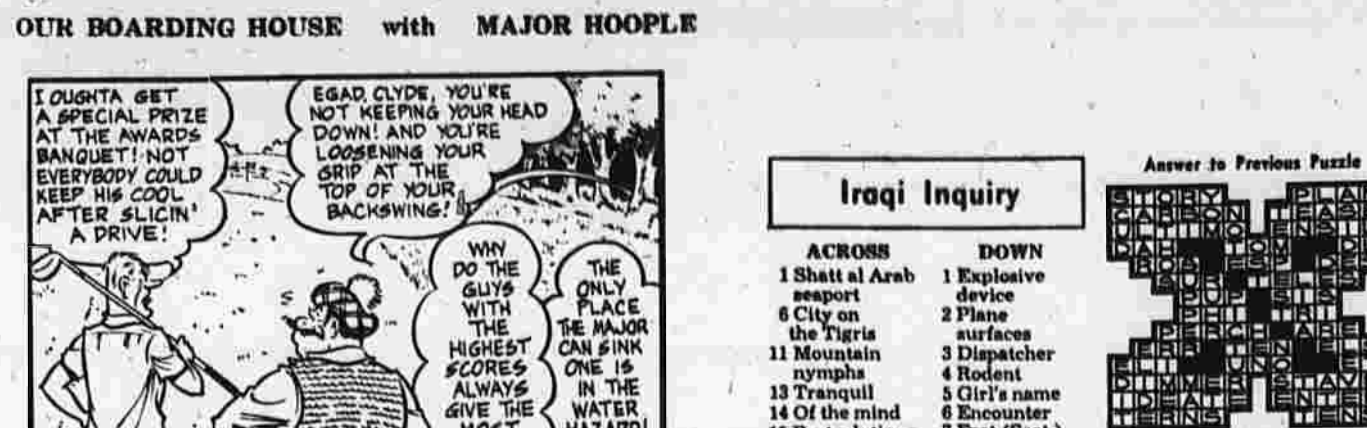 OUR BOARDING HOUSE with MAJOR HOOPLE
I OUGHTA GET
A SPECIAL PRIZE
AT THE AWARDS
BANQUET! NOT
EVERYBODY COULD
KEEP HIS COOL
AFTER SLICIN'
A DRIVE!
EGAD, CLYDE, YOU'RE
NOT KEEPING YOUR HEAD
DOWN! AND YOU'RE
LOOSENING YOUR
GRIP AT THE
TOP OF YOUR
BACKSWING!
WHY
DO THE
GUYS
WITH
THE
HIGHEST
SCORES
ALWAYS
GIVE THE
MOST
THE
ONLY
PLACE
THE MAJOR
CAN SINK
ONE IS
IN THE
WATER
HAZARD!
Iraqi Inquiry
ACROSS
1 Shatt al Arab
seaport
6 City on
the Tigris
11 Mountain
nymphs
13 Tranquil
14 Of the mind
DOWN
1 Explosive
device
2 Plane
surfaces
3 Dispatcher
4 Rodent
5 Girl's name
6 Encounter
Answer to Previous Puzzle